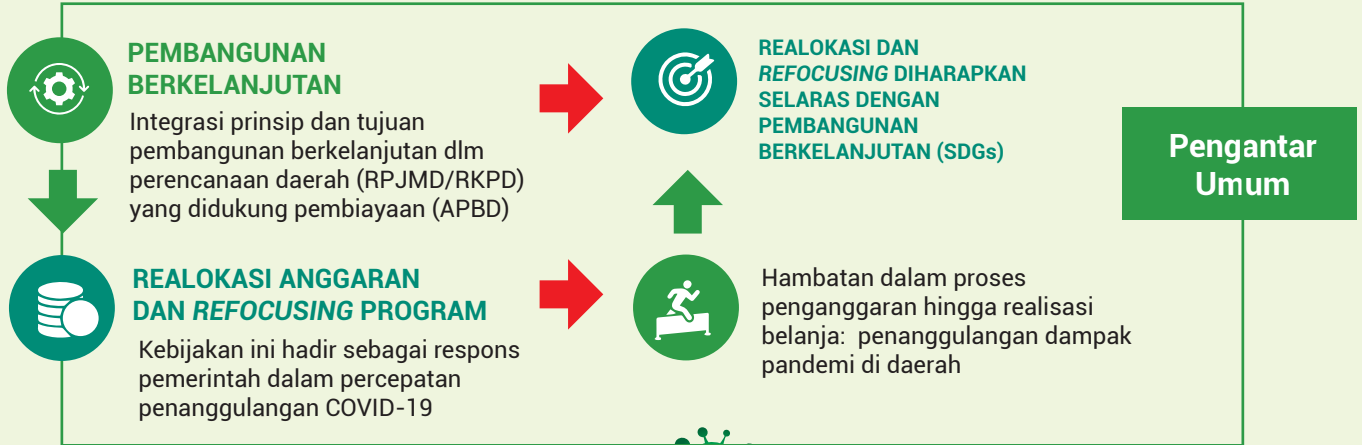 PEMBANGUNAN
BERKELANJUTAN
Integrasi prinsip dan tujuan
pembangunan berkelanjutan dlm
perencanaan daerah (RPJMD/RKPD)
yang didukung pembiayaan (APBD)
REALOKASI DAN
REFOCUSING DIHARAPKAN
SELARAS DENGAN
PEMBANGUNAN
BERKELANJUTAN (SDGs)
Pengantar
Umum
REALOKASI ANGGARAN
DAN REFOCUSING PROGRAM
Kebijakan ini hadir sebagai respons
pemerintah dalam percepatan
penanggulangan COVID-19
Hambatan dalam proses
penganggaran hingga realisasi
belanja: penanggulangan dampak
pandemi di daerah